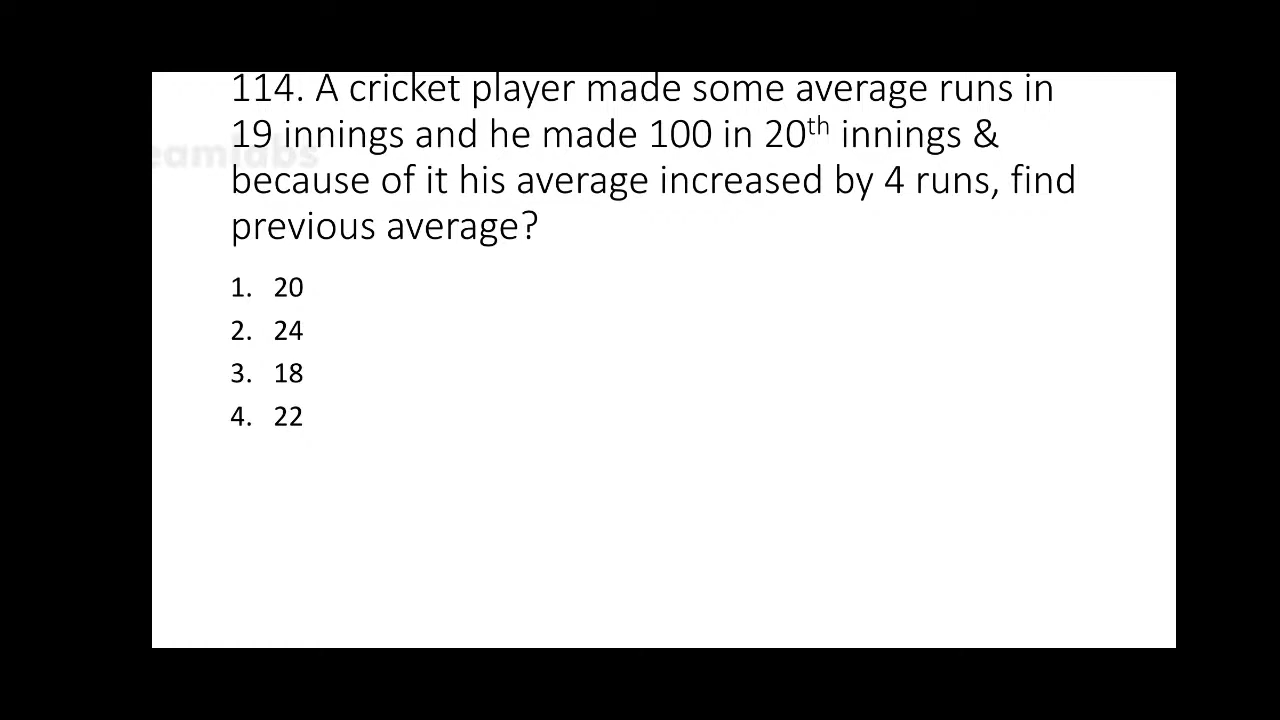 114. A cricket player made some average runs in
19 innings and he made 100 in 20th innings &
because of it his average increased by 4 runs, find
previous average?
1. 20
2. 24
3. 18
4. 22